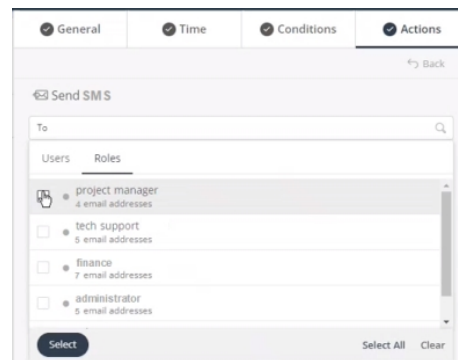 General Time Conditions Actions
Back
Send SMS
To
Users Roles
project manager
4 email addresses
tech support
5 email addresses
finance
7 email addresses
administrator
5 email addresses
Select Select All Clear